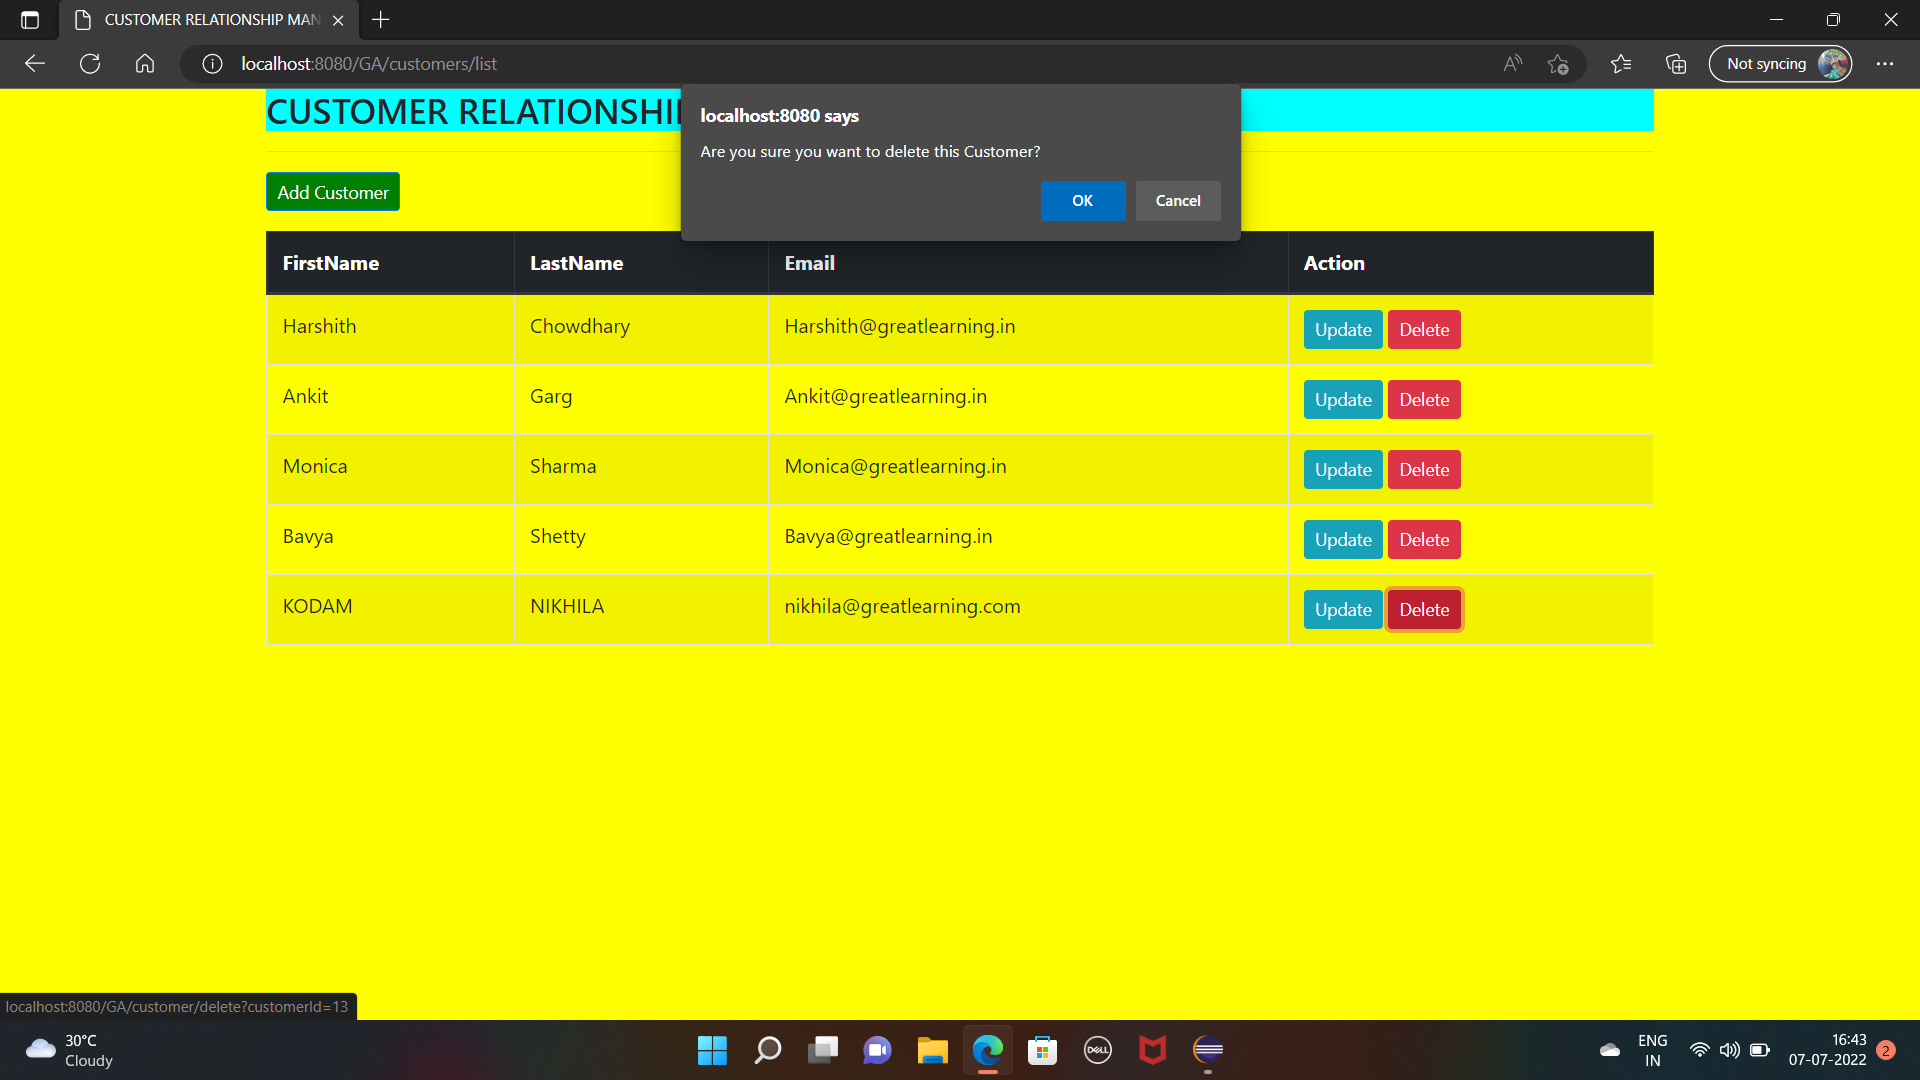 CUSTOMER RELATIONSHIP MAN
localhost:8080/GA/customers/list
Not syncing
CUSTOMER RELATIONSHI
localhost:8080 says
Are you sure you want to delete this Customer?
OK Cancel
Add Customer
FirstName LastName Email Action
Harshith Chowdhary Harshith@greatlearning.in Update Delete
Ankit Garg Ankit@greatlearning.in Update Delete
Monica Sharma Monica@greatlearning.in Update Delete
Bavya Shetty Bavya@greatlearning.in Update Delete
KODAM NIKHILA nikhila@greatlearning.com Update Delete
localhost:8080/GA/customer/delete?customerId=13
30°C
Cloudy
DELL
ENG
IN
16:43
07-07-2022
2